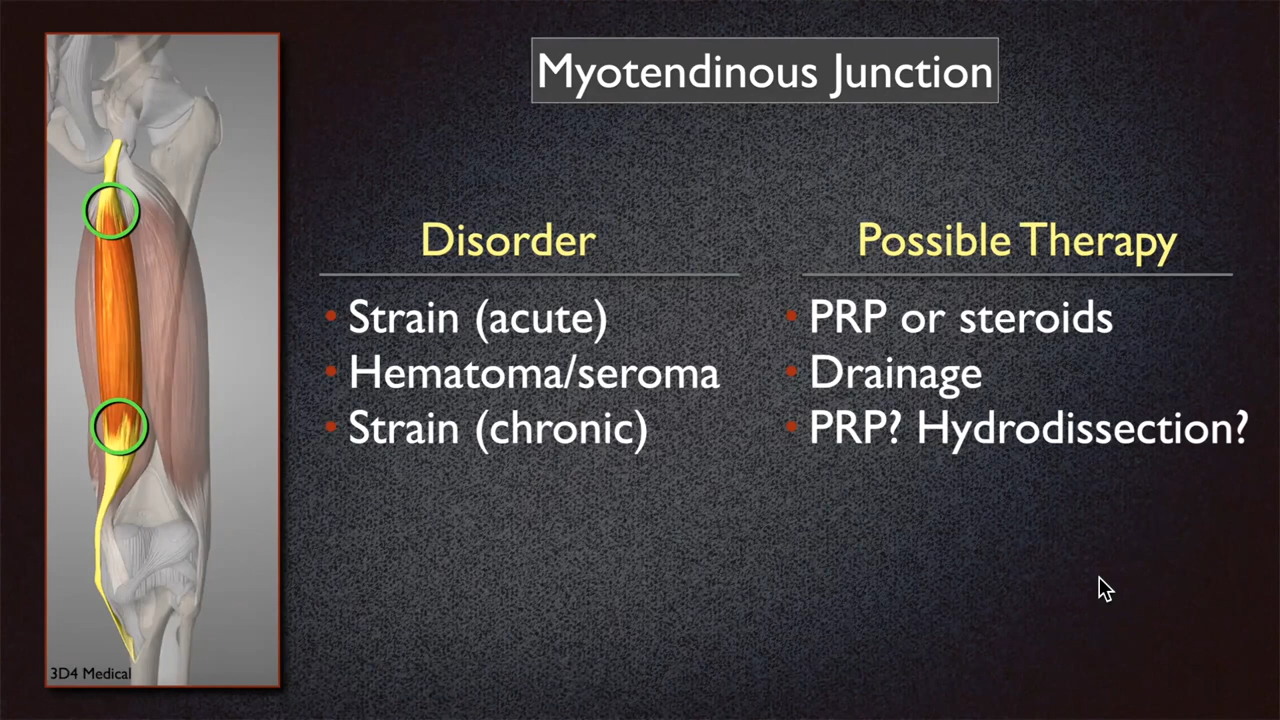 Myotendinous Junction
Disorder
• Strain (acute)
• Hematoma/seroma
• Strain (chronic)
Possible Therapy
• PRP or steroids
• Drainage
• PRP? Hydrodissection?
3D4 Medical